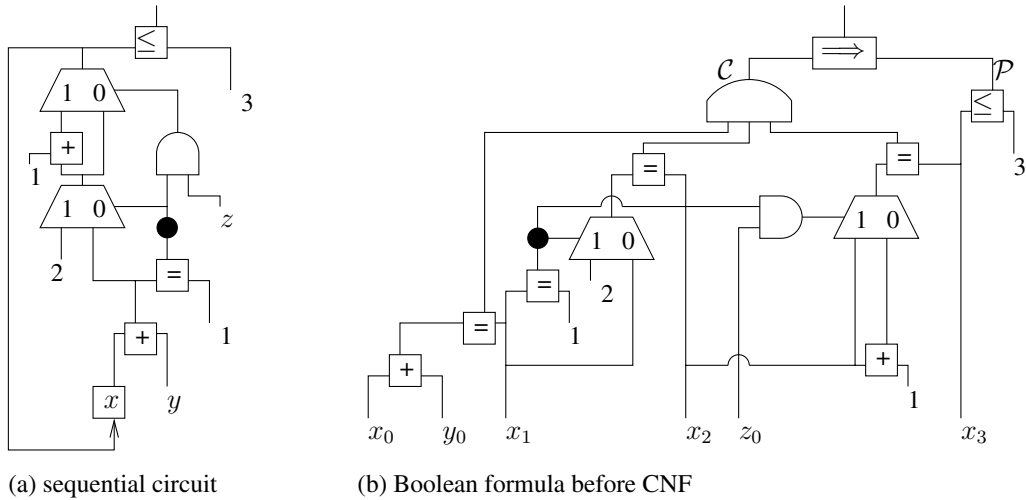 ≤
⟹
C
P
1 0
3
≤
+
=
1
=
3
1 0
z
1 0
1 0
2
=
=
2
1
1
=
+
+
+
x
y
1
x₀
y₀
x₁
x₂
z₀
x₃
(a) sequential circuit
(b) Boolean formula before CNF